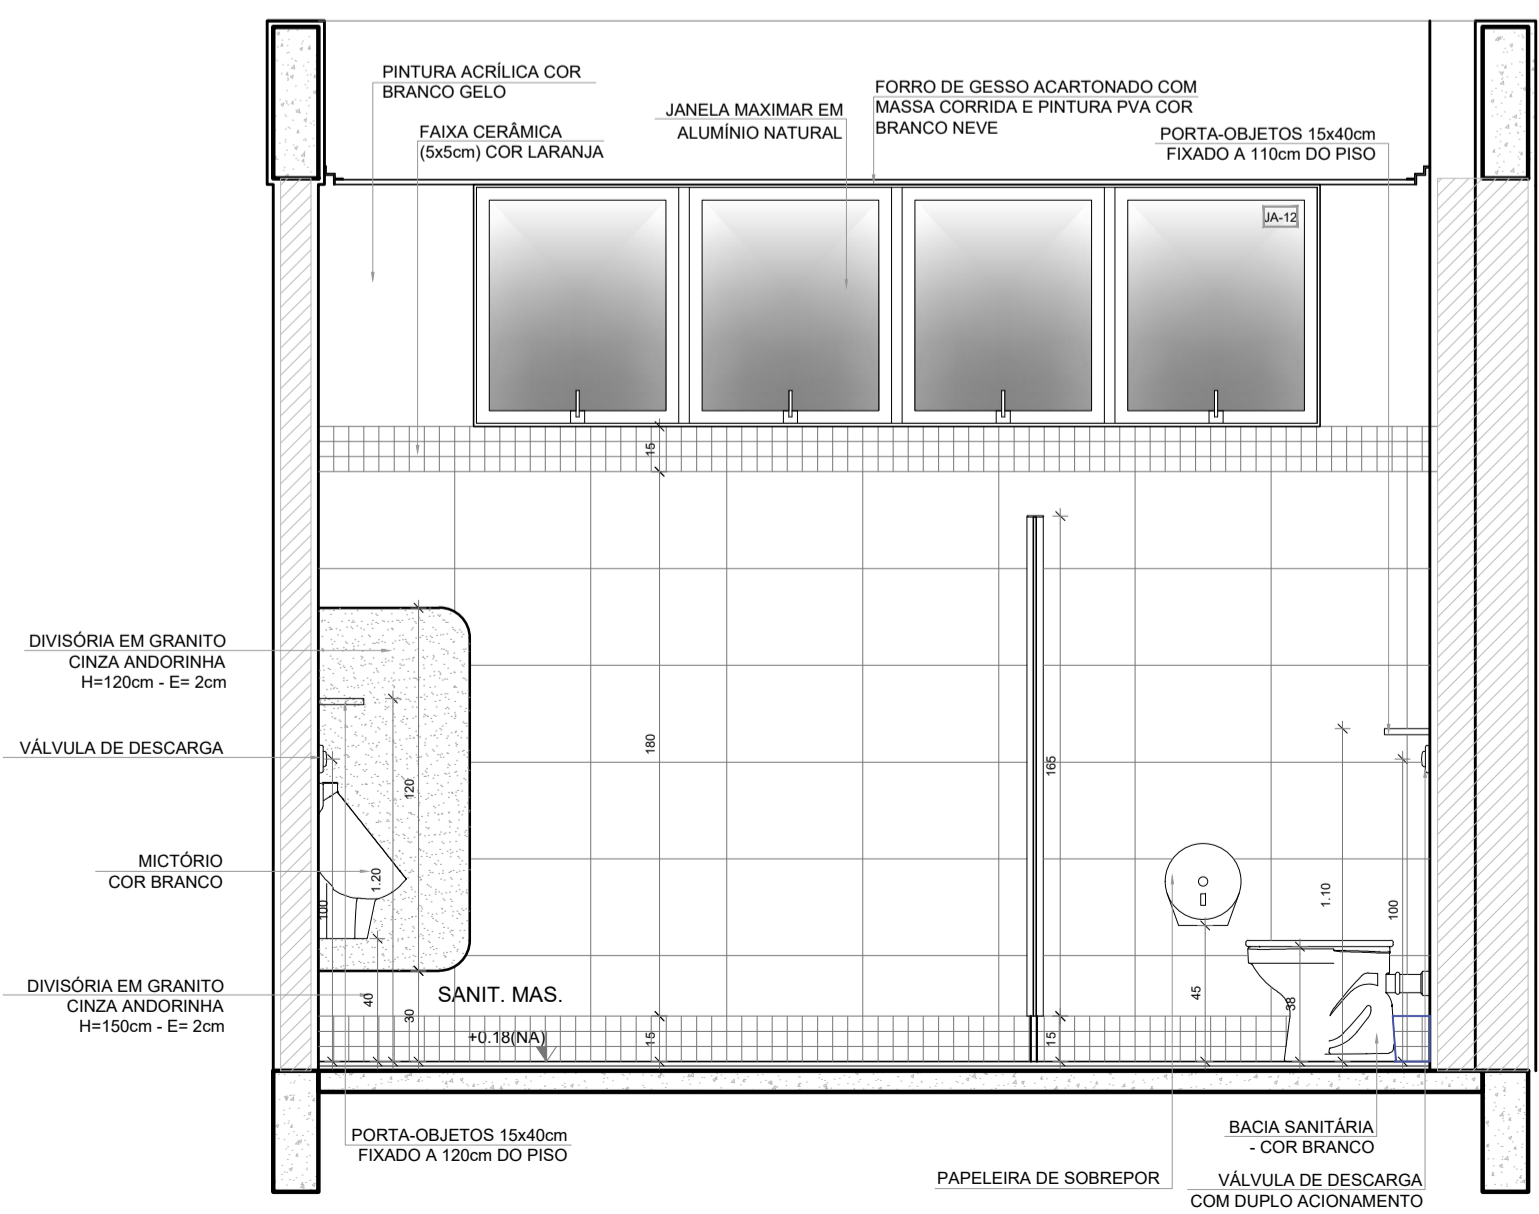 PINTURA ACRÍLICA COR
BRANCO GELO
FAIXA CERÂMICA
(5x5cm) COR LARANJA
JANELA MAXIMAR EM
ALUMÍNIO NATURAL
FORRO DE GESSO ACARTONADO COM
MASSA CORRIDA E PINTURA PVA COR
BRANCO NEVE
PORTA-OBJETOS 15x40cm
FIXADO A 110cm DO PISO
JA-12
15
DIVISÓRIA EM GRANITO
CINZA ANDORINHA
H=120cm - E= 2cm
VÁLVULA DE DESCARGA
MICTÓRIO
COR BRANCO
DIVISÓRIA EM GRANITO
CINZA ANDORINHA
H=150cm - E= 2cm
180
165
120
1.20
100
1.10
100
40
30
45
38
SANIT. MAS.
+0.18(NA)
15
15
PORTA-OBJETOS 15x40cm
FIXADO A 120cm DO PISO
PAPELEIRA DE SOBREPOR
BACIA SANITÁRIA
- COR BRANCO
VÁLVULA DE DESCARGA
COM DUPLO ACIONAMENTO